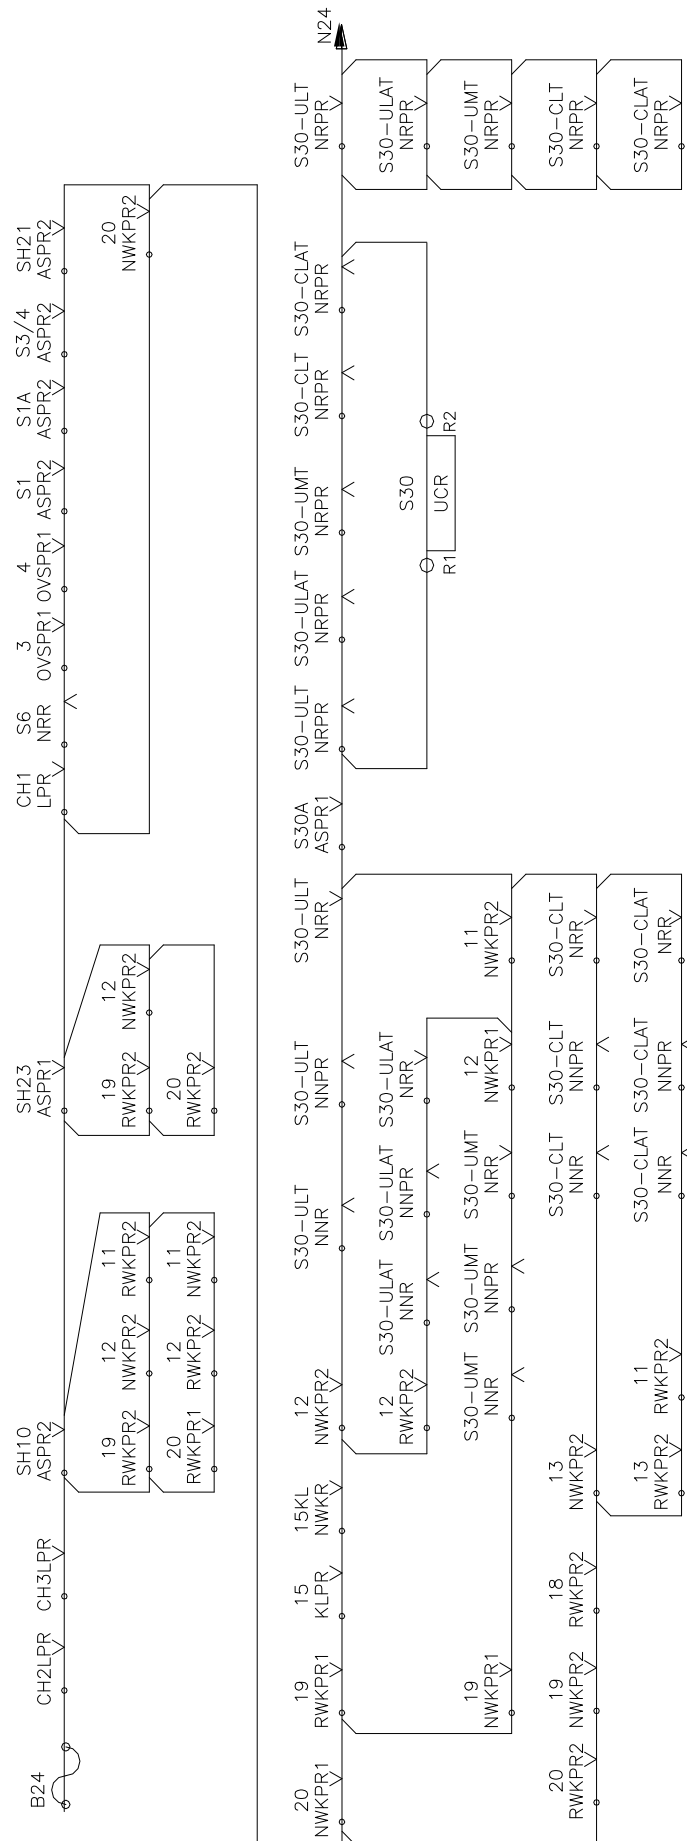 B24
CH2LPR
CH3LPR
SH10
ASPR2
SH23
ASPR1
CH1
LPR
S6
NRR
3
OVSPR1
4
OVSPR1
S1
ASPR2
S1A
ASPR2
S3/4
ASPR2
SH21
ASPR2
19
RWKPR2
12
NWKPR2
11
RWKPR2
19
RWKPR2
12
NWKPR2
20
NWKPR2
20
RWKPR1
12
RWKPR2
11
NWKPR2
20
RWKPR2
20
NWKPR1
19
RWKPR1
15
KLPR
15KL
NWKR
12
NWKPR2
S30-ULT
NNR
S30-ULT
NNPR
S30-ULT
NRR
S30A
ASPR1
S30-ULT
NRPR
S30-ULAT
NRPR
S30-UMT
NRPR
S30-CLT
NRPR
S30-CLAT
NRPR
S30-ULT
NRPR
N24
12
RWKPR2
S30-ULAT
NNR
S30-ULAT
NNPR
S30-ULAT
NRR
R1
S30
UCR
R2
S30-ULAT
NRPR
19
NWKPR1
S30-UMT
NNR
S30-UMT
NNPR
S30-UMT
NRR
12
NWKPR1
11
NWKPR2
S30-UMT
NRPR
20
RWKPR2
19
NWKPR2
18
RWKPR2
13
NWKPR2
S30-CLT
NNR
S30-CLT
NNPR
S30-CLT
NRR
S30-CLT
NRPR
13
RWKPR2
11
RWKPR2
S30-CLAT
NNR
S30-CLAT
NNPR
S30-CLAT
NRR
S30-CLAT
NRPR